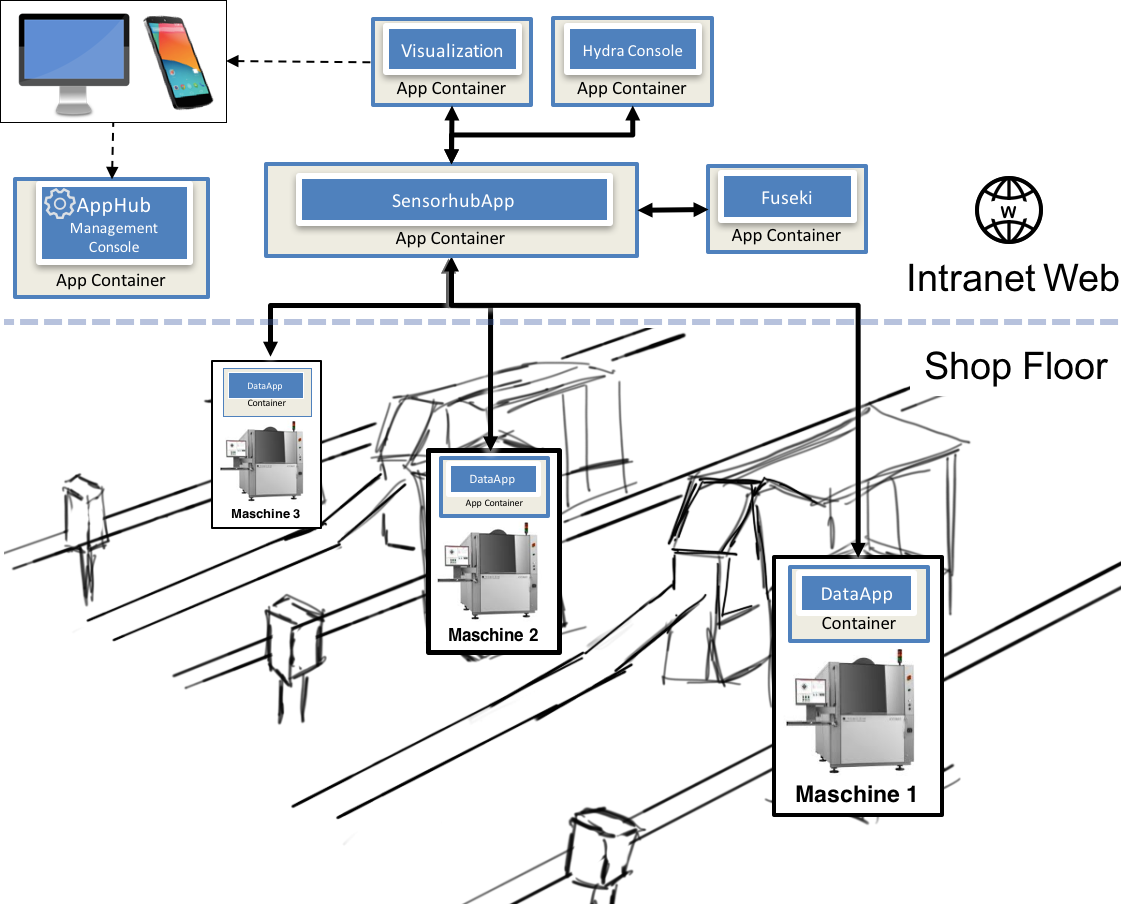 Visualization
App Container
Hydra Console
App Container
AppHub
Management
Console
App Container
SensorhubApp
App Container
Fuseki
App Container
W
Intranet Web
Shop Floor
DataApp
Container
Maschine 3
DataApp
App Container
Maschine 2
DataApp
Container
Maschine 1